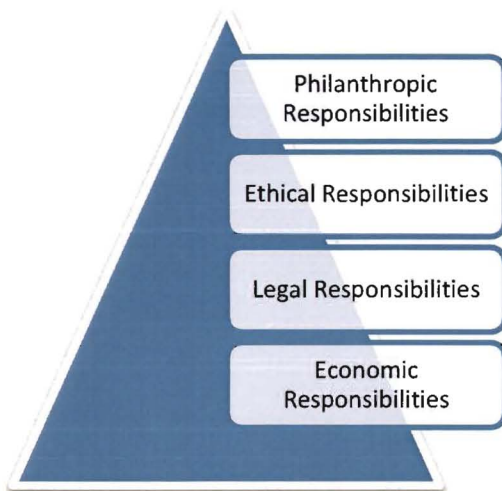 Philanthropic
Responsibilities
Ethical Responsibilities
Legal Responsibilities
Economic
Responsibilities